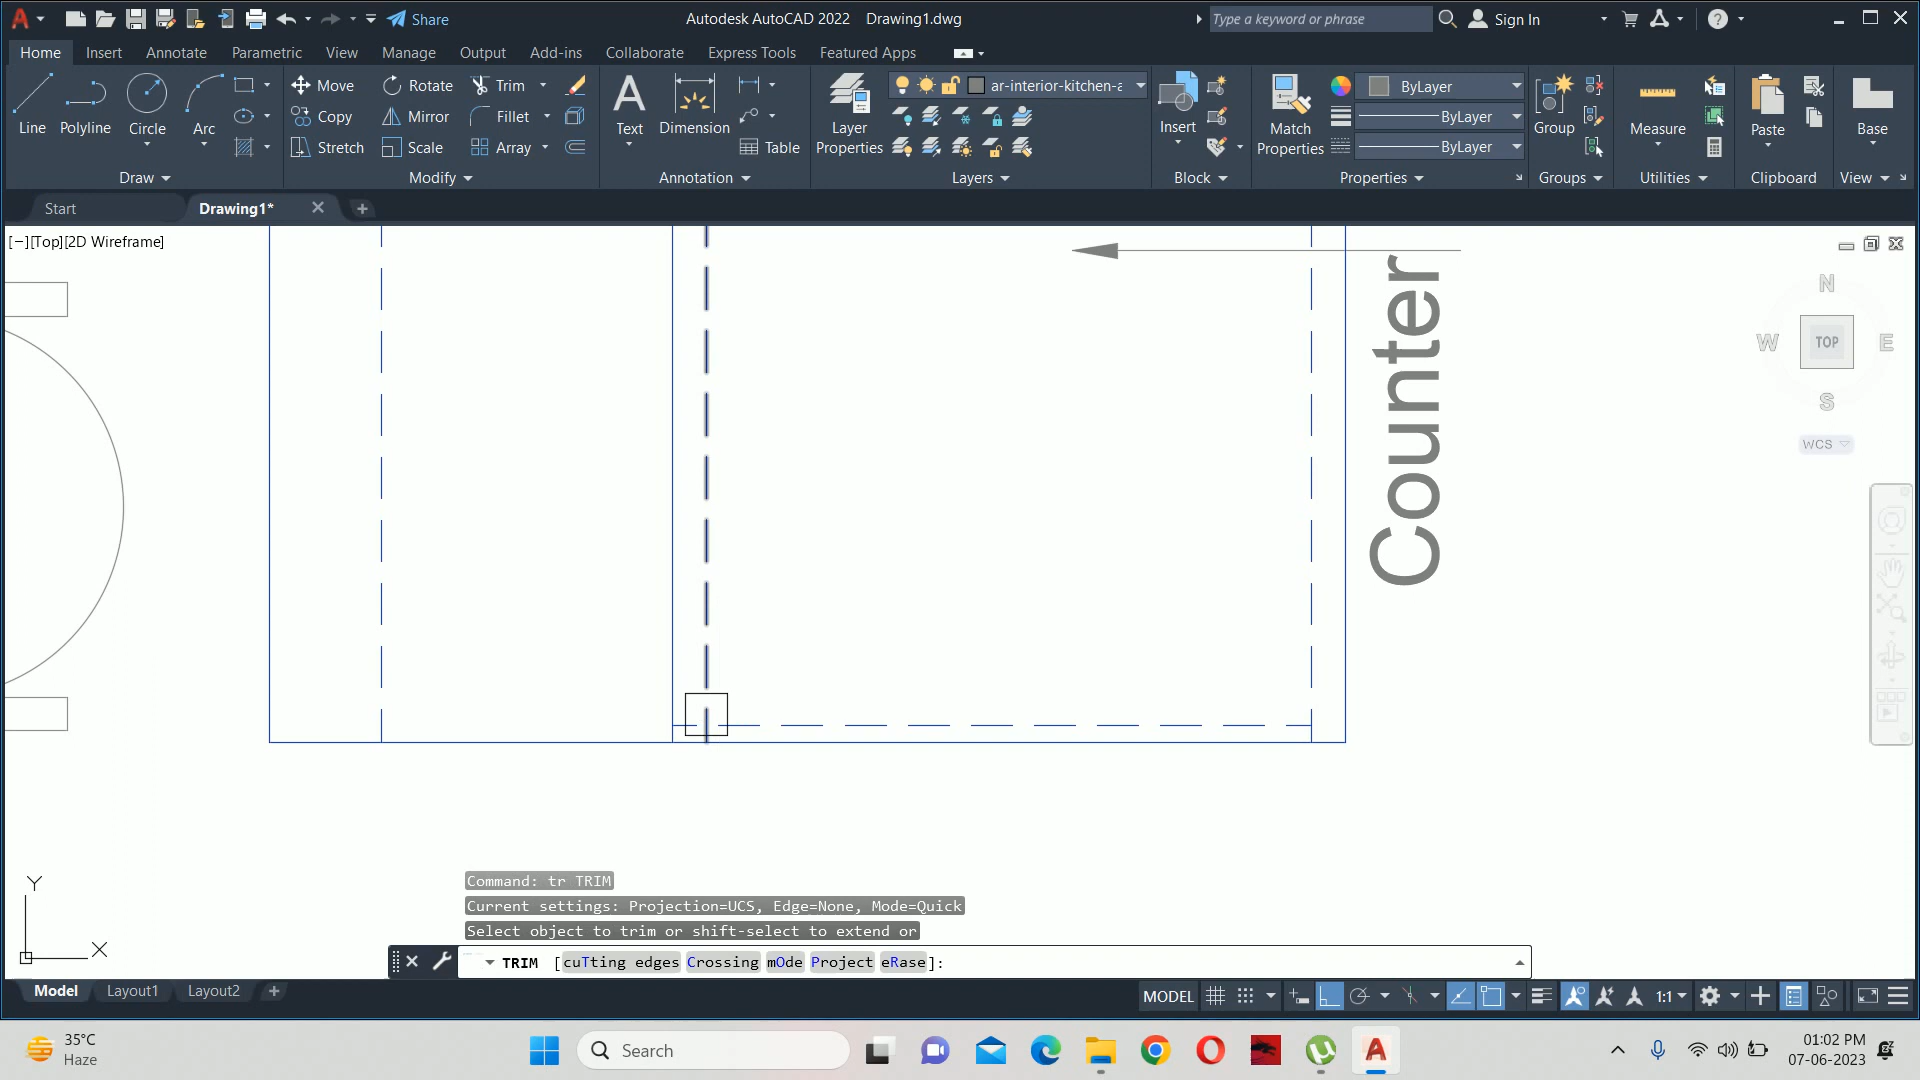 Share
Autodesk AutoCAD 2022 Drawing1.dwg
Type a keyword or phrase
Sign In
Home Insert Annotate Parametric View Manage Output Add-ins Collaborate Express Tools Featured Apps
Line Polyline Circle Arc
Move Rotate Trim
Copy Mirror Fillet
Stretch Scale Array
Text Dimension Table
Layer Properties
ar-interior-kitchen-a
Insert
Match Properties
ByLayer
ByLayer
ByLayer
Group
Measure
Paste
Base
Draw Modify Annotation Layers Block Properties Groups Utilities Clipboard View
Start Drawing1*
[−][Top][2D Wireframe]
Counter
N
W TOP E
S
WCS
Y
X
Command: tr TRIM
Current settings: Projection=UCS, Edge=None, Mode=Quick
Select object to trim or shift-select to extend or
TRIM [cuTting edges Crossing mOde Project eRase]:
Model Layout1 Layout2
MODEL 1:1
35°C
Haze
Search
01:02 PM
07-06-2023